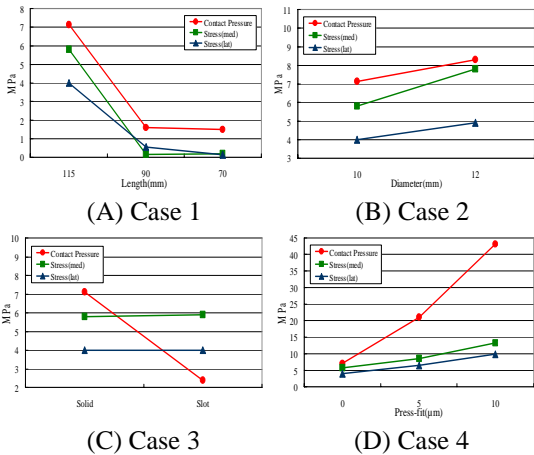 8
7
6
5
4
3
2
1
0
MPa
Contact Pressure
Stress(med)
Stress(lat)
115 90 70
Length(mm)
(A) Case 1
11
10
9
8
7
6
5
4
3
MPa
Contact Pressure
Stress(med)
Stress(lat)
10 12
Diameter(mm)
(B) Case 2
10
9
8
7
6
5
4
3
2
MPa
Contact Pressure
Stress(med)
Stress(lat)
Solid Slot
(C) Case 3
45
40
35
30
25
20
15
10
5
0
MPa
Contact Pressure
Stress(med)
Stress(lat)
0 5 10
Press-fit(µm)
(D) Case 4